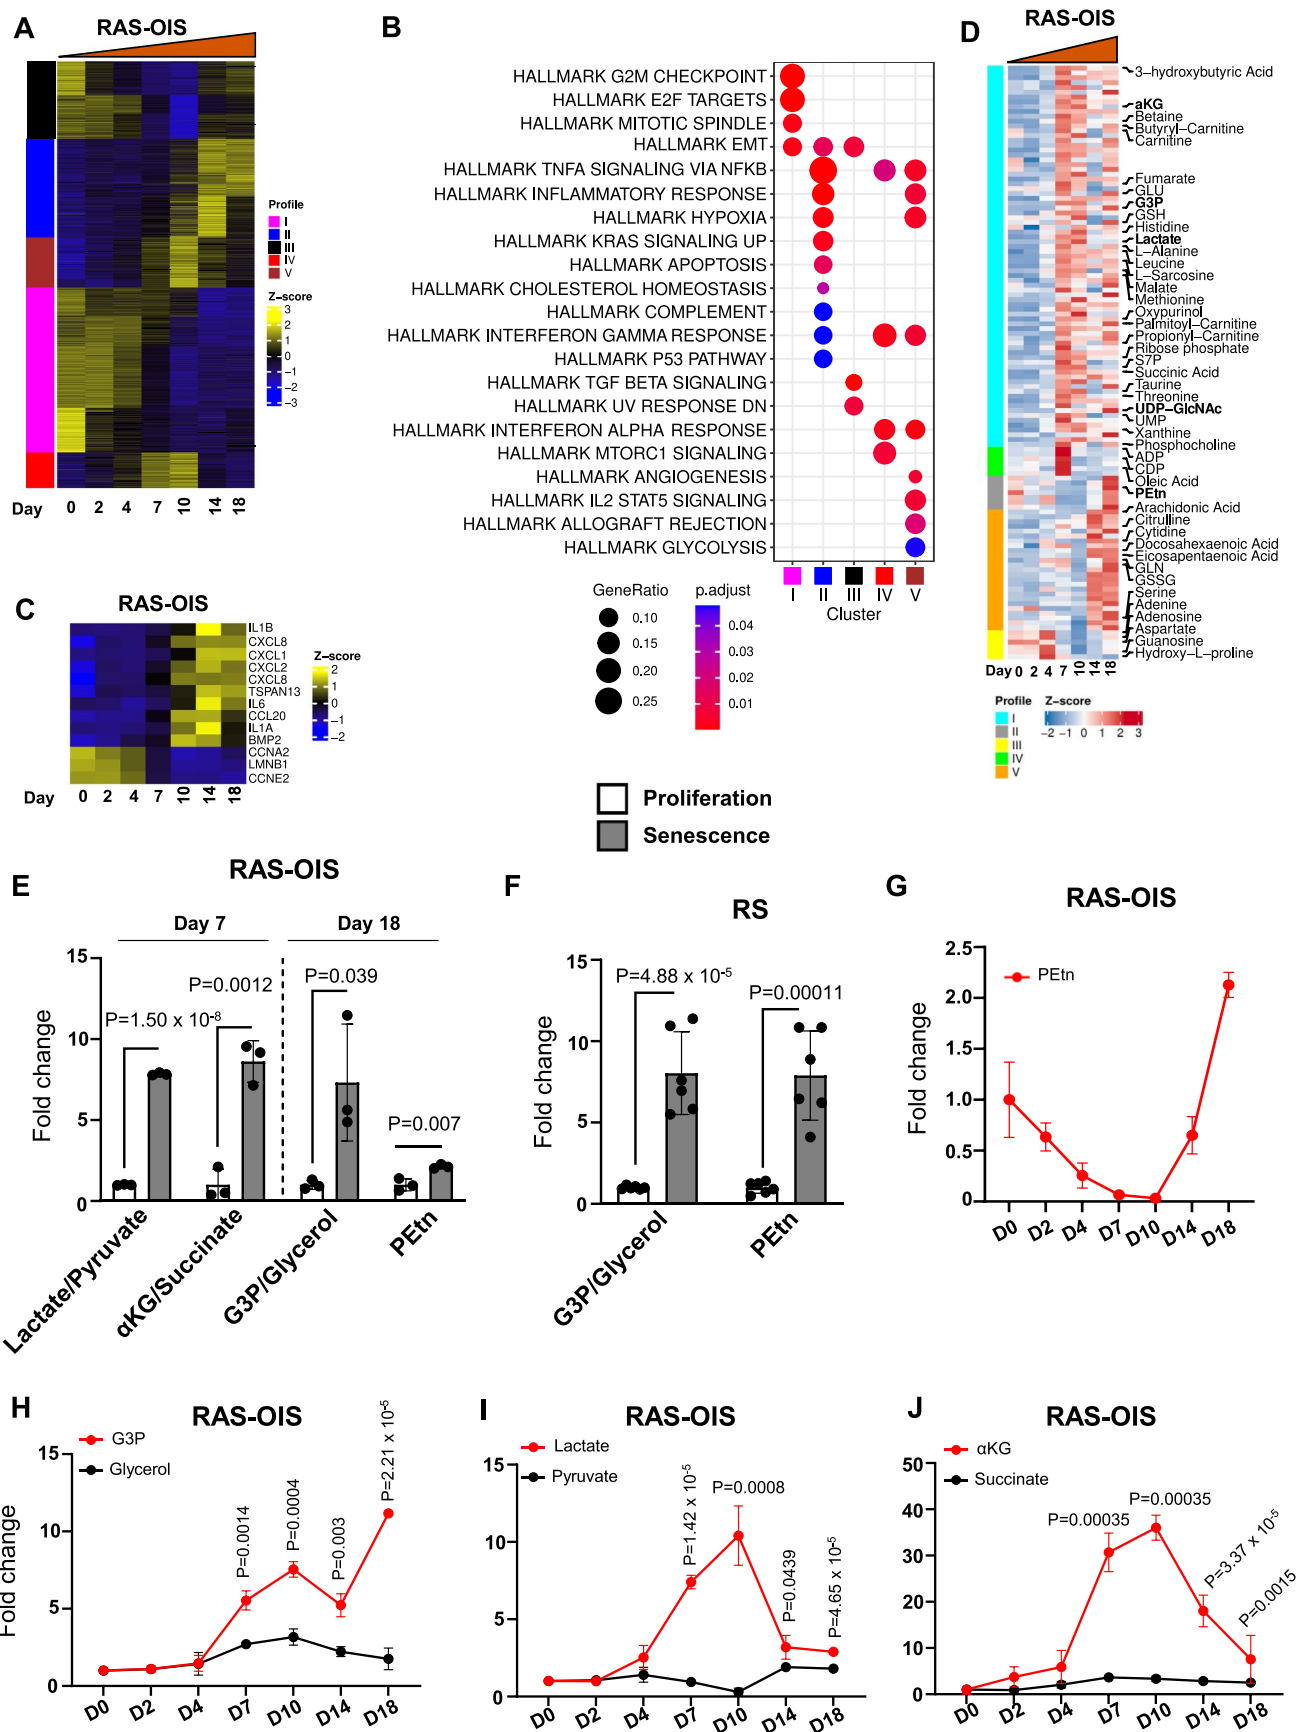 A
RAS-OIS
Profile
I
II
III
IV
V
Z-score
3
2
1
0
-1
-2
-3
Day 0 2 4 7 10 14 18
B
HALLMARK G2M CHECKPOINT
HALLMARK E2F TARGETS
HALLMARK MITOTIC SPINDLE
HALLMARK EMT
HALLMARK TNFA SIGNALING VIA NFKB
HALLMARK INFLAMMATORY RESPONSE
HALLMARK HYPOXIA
HALLMARK KRAS SIGNALING UP
HALLMARK APOPTOSIS
HALLMARK CHOLESTEROL HOMEOSTASIS
HALLMARK COMPLEMENT
HALLMARK INTERFERON GAMMA RESPONSE
HALLMARK P53 PATHWAY
HALLMARK TGF BETA SIGNALING
HALLMARK UV RESPONSE DN
HALLMARK INTERFERON ALPHA RESPONSE
HALLMARK MTORC1 SIGNALING
HALLMARK ANGIOGENESIS
HALLMARK IL2 STAT5 SIGNALING
HALLMARK ALLOGRAFT REJECTION
HALLMARK GLYCOLYSIS
I II III IV V
Cluster
GeneRatio
0.10
0.15
0.20
0.25
p.adjust
0.04
0.03
0.02
0.01
C
RAS-OIS
IL1B
CXCL8
CXCL1
CXCL2
CXCL8
TSPAN13
IL6
CCL20
IL1A
BMP2
CCNA2
LMNB1
CCNE2
Z-score
2
1
0
-1
-2
Day 0 2 4 7 10 14 18
D
RAS-OIS
3-hydroxybutyric Acid
aKG
Betaine
Butyryl-Carnitine
Carnitine
Fumarate
GLU
G3P
GSH
Histidine
Lactate
L-Alanine
Leucine
L-Sarcosine
Malate
Methionine
Oxypurinol
Palmitoyl-Carnitine
Propionyl-Carnitine
Ribose phosphate
S7P
Succinic Acid
Taurine
Threonine
UDP-GlcNAc
UMP
Xanthine
Phosphocholine
ADP
CDP
Oleic Acid
PEtn
Arachidonic Acid
Citrulline
Cytidine
Docosahexaenoic Acid
Eicosapentaenoic Acid
GLN
GSSG
Serine
Adenine
Adenosine
Aspartate
Guanosine
Hydroxy-L-proline
Day 0 2 4 7 10 14 18
Profile
I
II
III
IV
V
Z-score
-2 -1 0 1 2 3
Proliferation
Senescence
E
RAS-OIS
Day 7
Day 18
Fold change
15
10
5
0
P=1.50 x 10-8
P=0.0012
P=0.039
P=0.007
Lactate/Pyruvate
αKG/Succinate
G3P/Glycerol
PEtn
F
RS
Fold change
15
10
5
0
P=4.88 x 10-5
P=0.00011
G3P/Glycerol
PEtn
G
RAS-OIS
PEtn
Fold change
2.5
2.0
1.5
1.0
0.5
0
D0 D2 D4 D7 D10 D14 D18
H
RAS-OIS
G3P
Glycerol
Fold change
15
10
5
0
P=0.0014
P=0.0004
P=0.003
P=2.21 x 10-5
D0 D2 D4 D7 D10 D14 D18
I
RAS-OIS
Lactate
Pyruvate
15
10
5
0
P=1.42 x 10-5
P=0.0008
P=0.0439
P=4.65 x 10-5
D0 D2 D4 D7 D10 D14 D18
J
RAS-OIS
αKG
Succinate
50
40
30
20
10
0
P=0.00035
P=0.00035
P=3.37 x 10-5
P=0.0015
D0 D2 D4 D7 D10 D14 D18